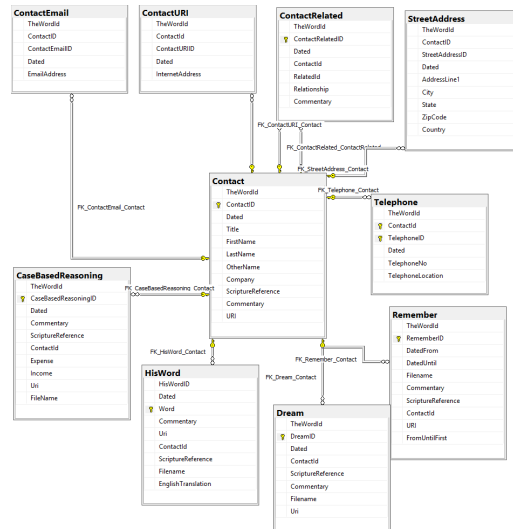 ContactEmail
TheWordId
ContactID
ContactEmailID
Dated
EmailAddress
ContactURI
TheWordId
ContactId
ContactURIID
Dated
InternetAddress
ContactRelated
TheWordId
ContactRelatedID
Dated
ContactId
RelatedId
Relationship
Commentary
StreetAddress
TheWordId
ContactID
StreetAddressID
Dated
AddressLine1
City
State
ZipCode
Country
FK_ContactURI_Contact
FK_ContactRelated_ContactRelated
FK_StreetAddress_Contact
FK_Telephone_Contact
FK_ContactEmail_Contact
Contact
TheWordId
ContactID
Dated
Title
FirstName
LastName
OtherName
Company
ScriptureReference
Commentary
URI
Telephone
TheWordId
ContactId
TelephoneID
Dated
TelephoneNo
TelephoneLocation
CaseBasedReasoning
TheWordId
CaseBasedReasoningID
Dated
Commentary
ScriptureReference
ContactId
Expense
Income
Uri
FileName
FK_CaseBasedReasoning_Contact
FK_HisWord_Contact
FK_Remember_Contact
FK_Dream_Contact
Remember
TheWordId
RememberID
DatedFrom
DatedUntil
Filename
Commentary
ScriptureReference
ContactId
URI
FromUntilFirst
HisWord
HisWordID
Dated
Word
Commentary
Uri
ContactId
ScriptureReference
Filename
EnglishTranslation
Dream
TheWordId
DreamID
Dated
ContactId
ScriptureReference
Commentary
Filename
Uri